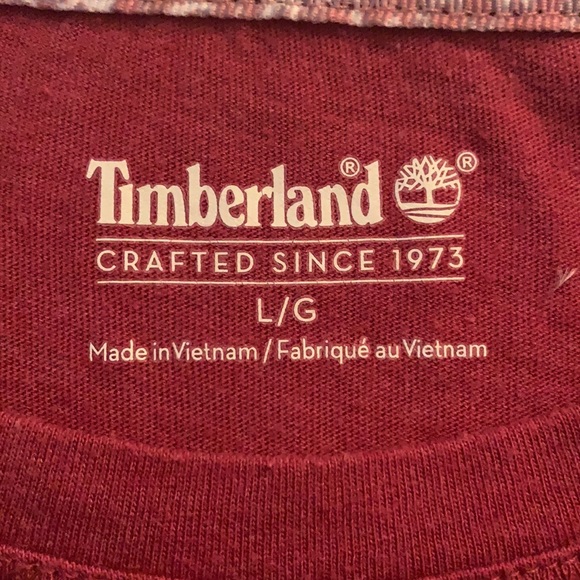 Timberland® ®
CRAFTED SINCE 1973
L/G
Made in Vietnam / Fabriqué au Vietnam